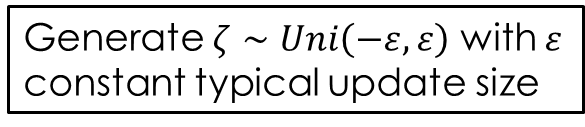 Generate ζ ~ Uni(−ε, ε) with ε
constant typical update size